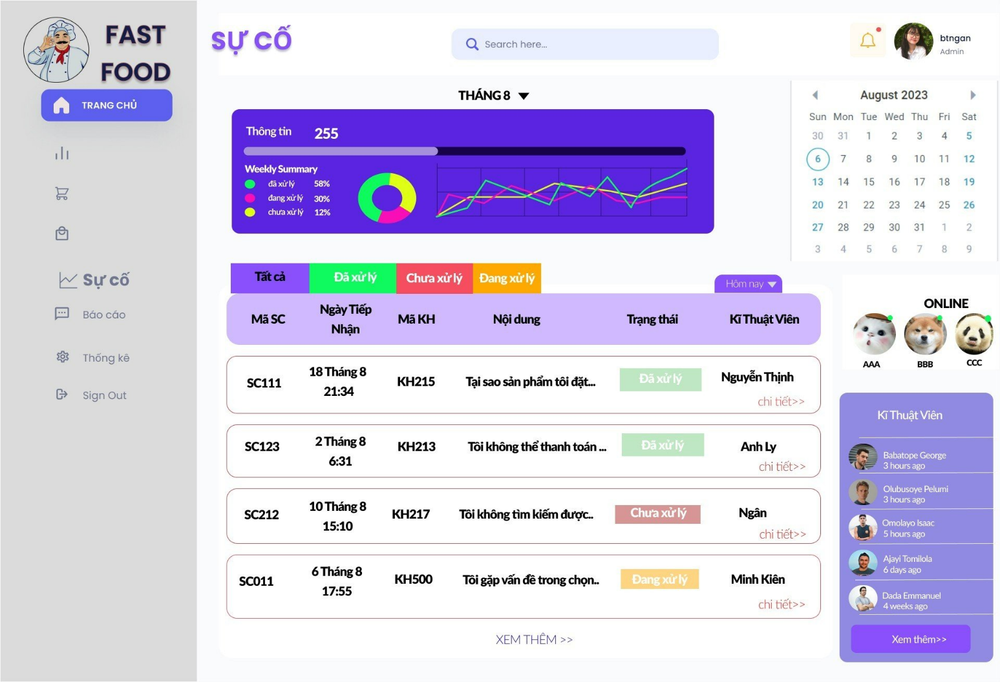 FAST
FOOD
TRANG CHỦ
Sự cố
Báo cáo
Thống kê
Sign Out
SỰ CỐ
Search here...
btngan
Admin
THÁNG 8
Thông tin 255
Weekly Summary
đã xử lý 58%
đang xử lý 30%
chưa xử lý 12%
August 2023
Sun Mon Tue Wed Thu Fri Sat
30 31 1 2 3 4 5
6 7 8 9 10 11 12
13 14 15 16 17 18 19
20 21 22 23 24 25 26
27 28 29 30 31 1 2
3 4 5 6 7 8 9
Tất cả Đã xử lý Chưa xử lý Đang xử lý
Hôm nay
Mã SC Ngày Tiếp Nhận Mã KH Nội dung Trạng thái Kĩ Thuật Viên
SC111 18 Tháng 8 21:34 KH215 Tại sao sản phẩm tôi đặt... Đã xử lý Nguyễn Thịnh
chi tiết>>
SC123 2 Tháng 8 6:31 KH213 Tôi không thể thanh toán ... Đã xử lý Anh Ly
chi tiết>>
SC212 10 Tháng 8 15:10 KH217 Tôi không tìm kiếm được.. Chưa xử lý Ngân
chi tiết>>
SC011 6 Tháng 8 17:55 KH500 Tôi gặp vấn đề trong chọn.. Đang xử lý Minh Kiên
chi tiết>>
XEM THÊM >>
ONLINE
AAA BBB CCC
Kĩ Thuật Viên
Babatope George
3 hours ago
Olubusoye Pelumi
3 hours ago
Omolayo Isaac
5 hours ago
Ajayi Tomilola
6 days ago
Dada Emmanuel
4 weeks ago
Xem thêm>>